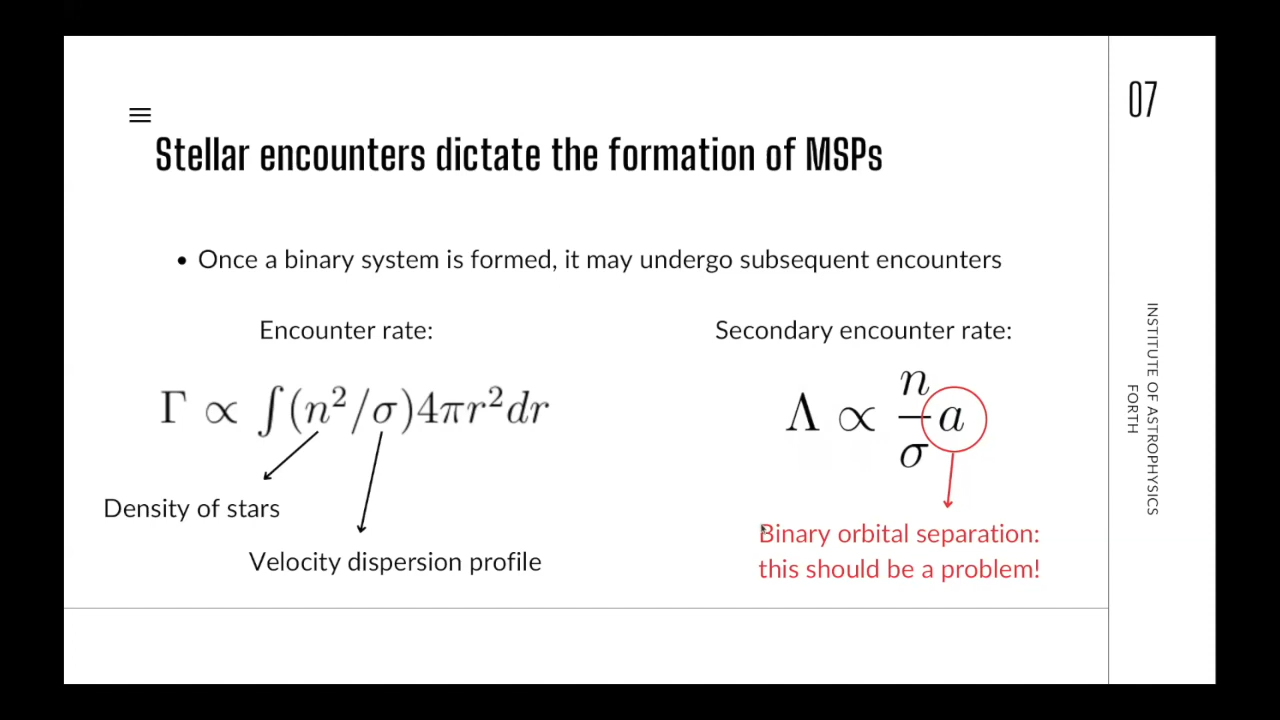 07
Stellar encounters dictate the formation of MSPs
• Once a binary system is formed, it may undergo subsequent encounters
Encounter rate:
Γ ∝ ∫(n²/σ)4πr²dr
Density of stars
Velocity dispersion profile
Secondary encounter rate:
Λ ∝ n/σ a
Binary orbital separation:
this should be a problem!
INSTITUTE OF ASTROPHYSICS
FORTH